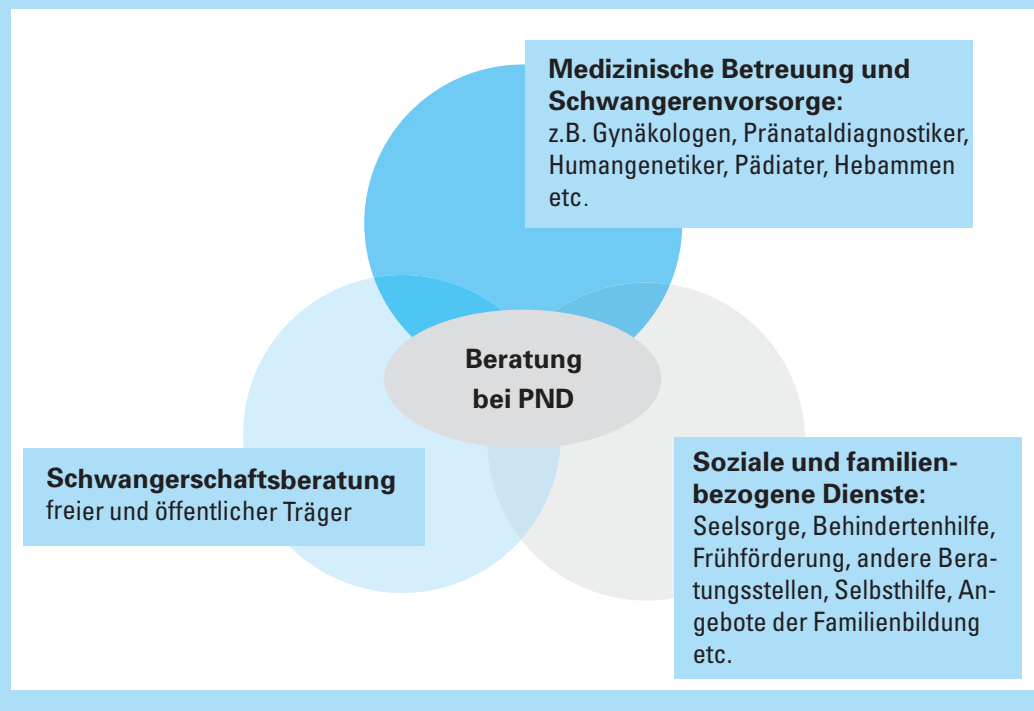 Medizinische Betreuung und
Schwangerenvorsorge:
z.B. Gynäkologen, Pränataldiagnostiker,
Humangenetiker, Pädiater, Hebammen
etc.
Beratung
bei PND
Schwangerschaftsberatung
freier und öffentlicher Träger
Soziale und familien-
bezogene Dienste:
Seelsorge, Behindertenhilfe,
Frühförderung, andere Bera-
tungsstellen, Selbsthilfe, An-
gebote der Familienbildung
etc.